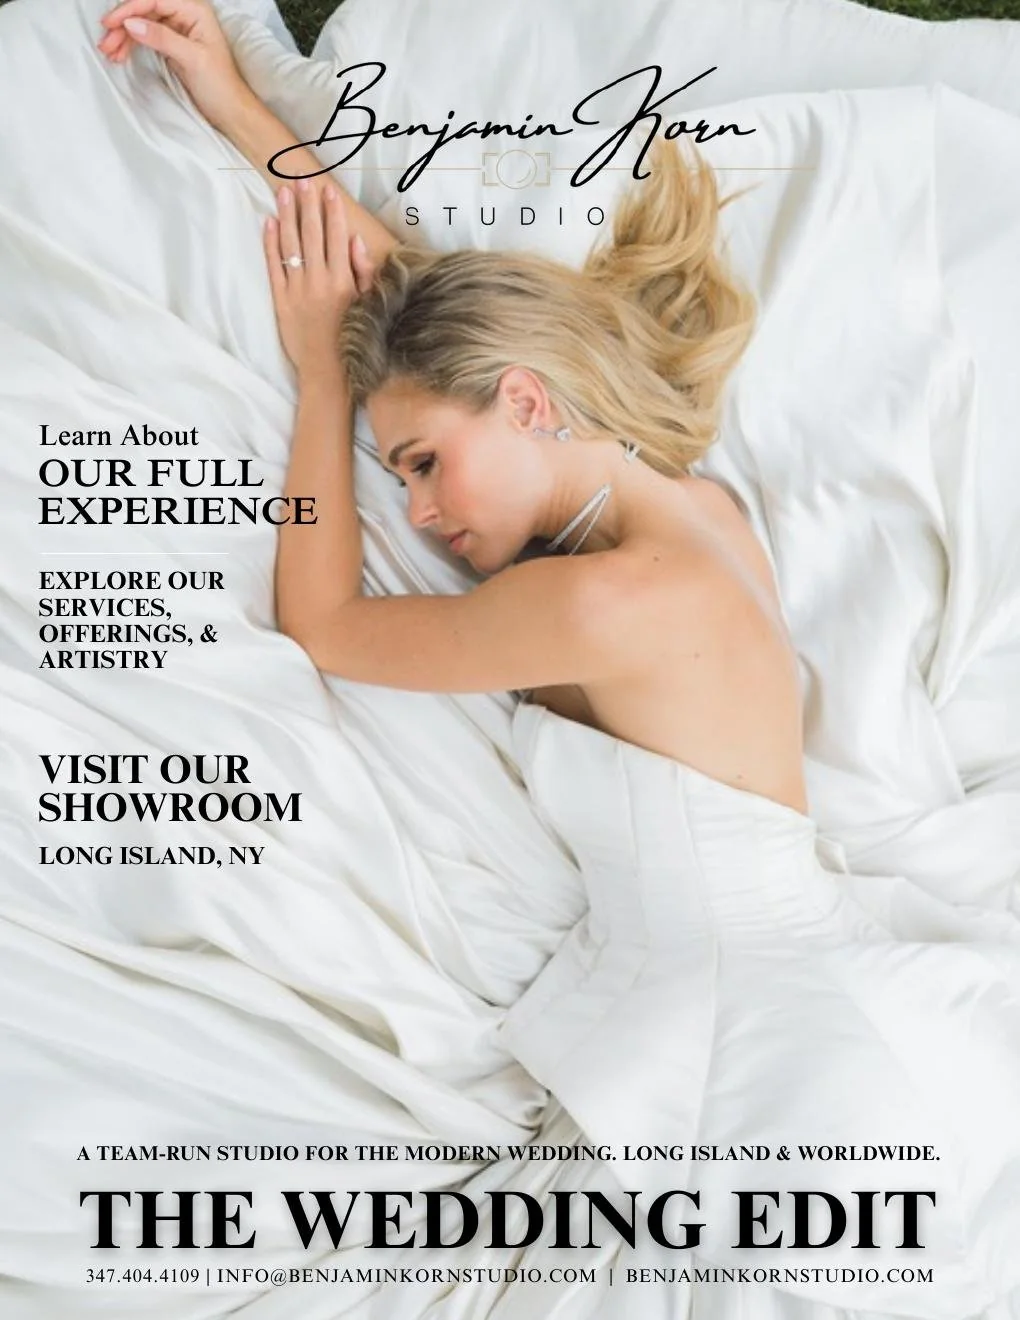 Benjamin Korn
STUDIO
Learn About
OUR FULL
EXPERIENCE
EXPLORE OUR
SERVICES,
OFFERINGS, &
ARTISTRY
VISIT OUR
SHOWROOM
LONG ISLAND, NY
A TEAM-RUN STUDIO FOR THE MODERN WEDDING. LONG ISLAND & WORLDWIDE.
THE WEDDING EDIT
347.404.4109 | INFO@BENJAMINKORNSTUDIO.COM | BENJAMINKORNSTUDIO.COM